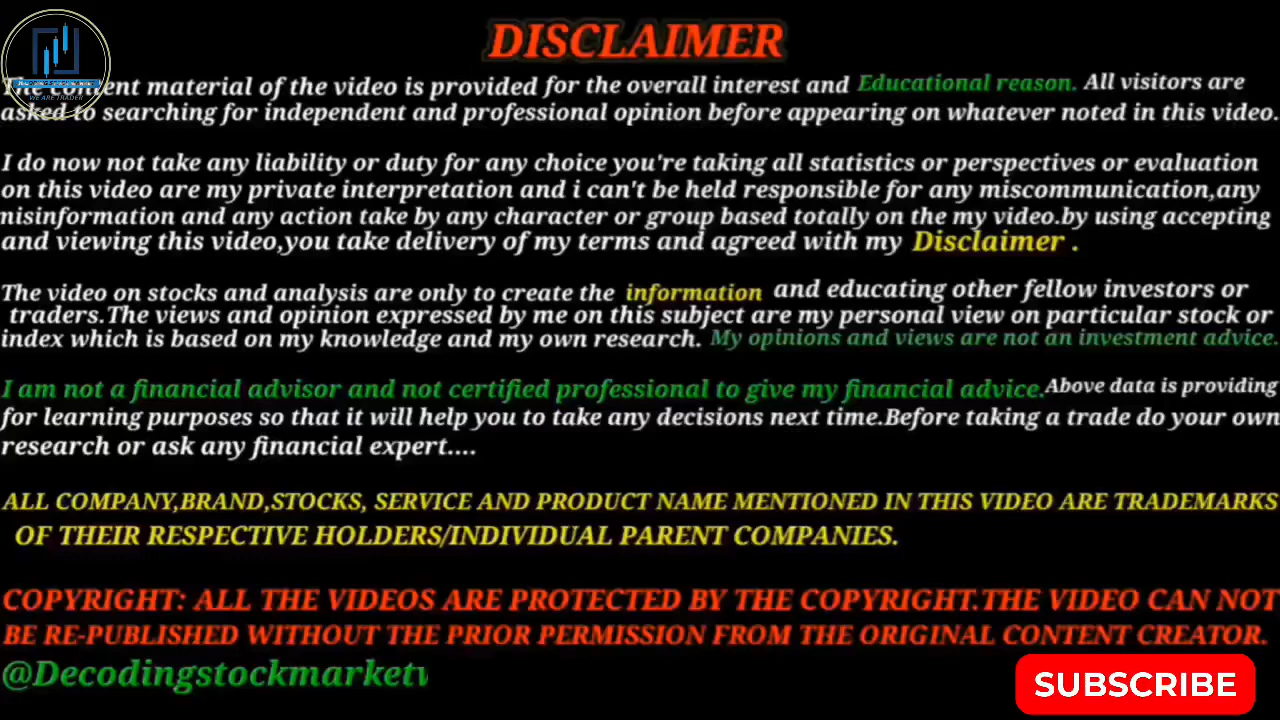 DISCLAIMER
The content material of the video is provided for the overall interest and Educational reason. All visitors are
asked to searching for independent and professional opinion before appearing on whatever noted in this video.
I do now not take any liability or duty for any choice you're taking all statistics or perspectives or evaluation
on this video are my private interpretation and i can't be held responsible for any miscommunication,any
misinformation and any action take by any character or group based totally on the my video.by using accepting
and viewing this video,you take delivery of my terms and agreed with my Disclaimer .
The video on stocks and analysis are only to create the information and educating other fellow investors or
traders.The views and opinion expressed by me on this subject are my personal view on particular stock or
index which is based on my knowledge and my own research. My opinions and views are not an investment advice.
I am not a financial advisor and not certified professional to give my financial advice.Above data is providing
for learning purposes so that it will help you to take any decisions next time.Before taking a trade do your own
research or ask any financial expert....
ALL COMPANY,BRAND,STOCKS, SERVICE AND PRODUCT NAME MENTIONED IN THIS VIDEO ARE TRADEMARKS
OF THEIR RESPECTIVE HOLDERS/INDIVIDUAL PARENT COMPANIES.
COPYRIGHT: ALL THE VIDEOS ARE PROTECTED BY THE COPYRIGHT.THE VIDEO CAN NOT
BE RE-PUBLISHED WITHOUT THE PRIOR PERMISSION FROM THE ORIGINAL CONTENT CREATOR.
@Decodingstockmarket
SUBSCRIBE
WE ARE TRADER